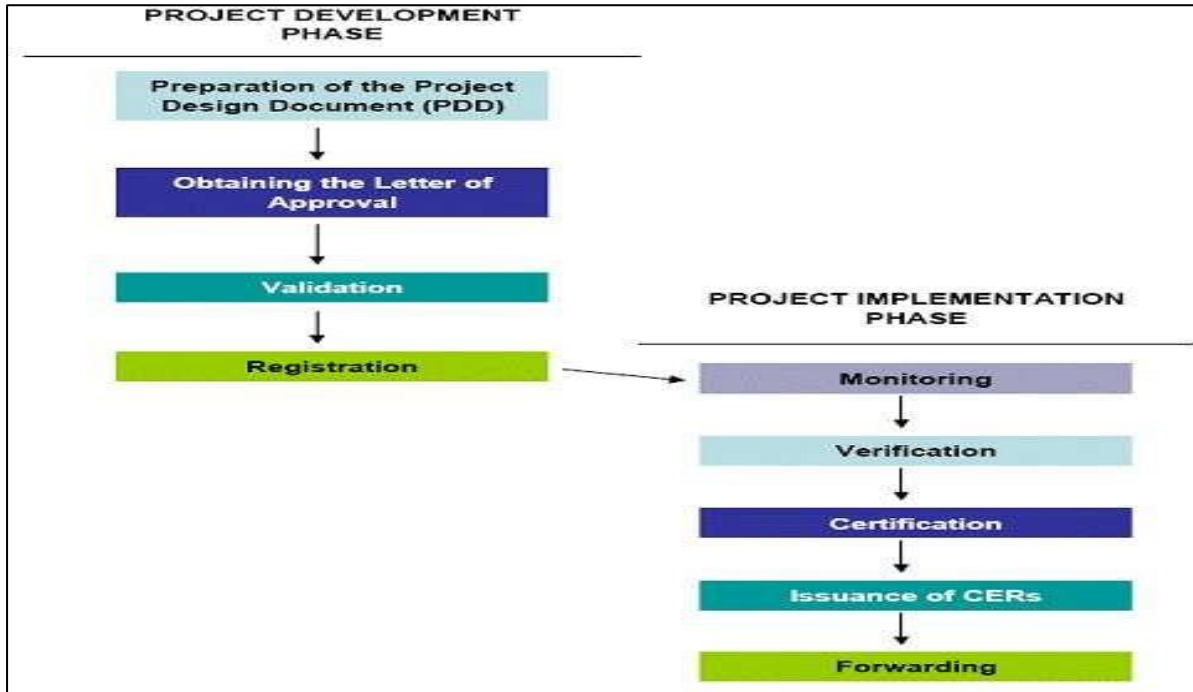 PROJECT DEVELOPMENT
PHASE
Preparation of the Project
Design Document (PDD)
Obtaining the Letter of
Approval
Validation
Registration
PROJECT IMPLEMENTATION
PHASE
Monitoring
Verification
Certification
Issuance of CERs
Forwarding